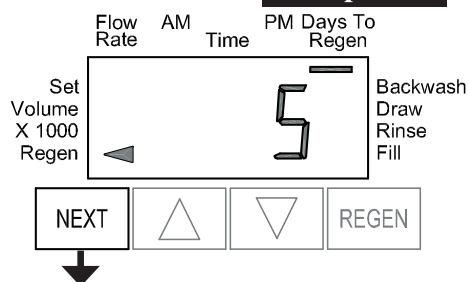 Flow Rate AM Time PM Days To Regen
Set
Volume
X 1000
Regen
5
Backwash
Draw
Rinse
Fill
NEXT REGEN